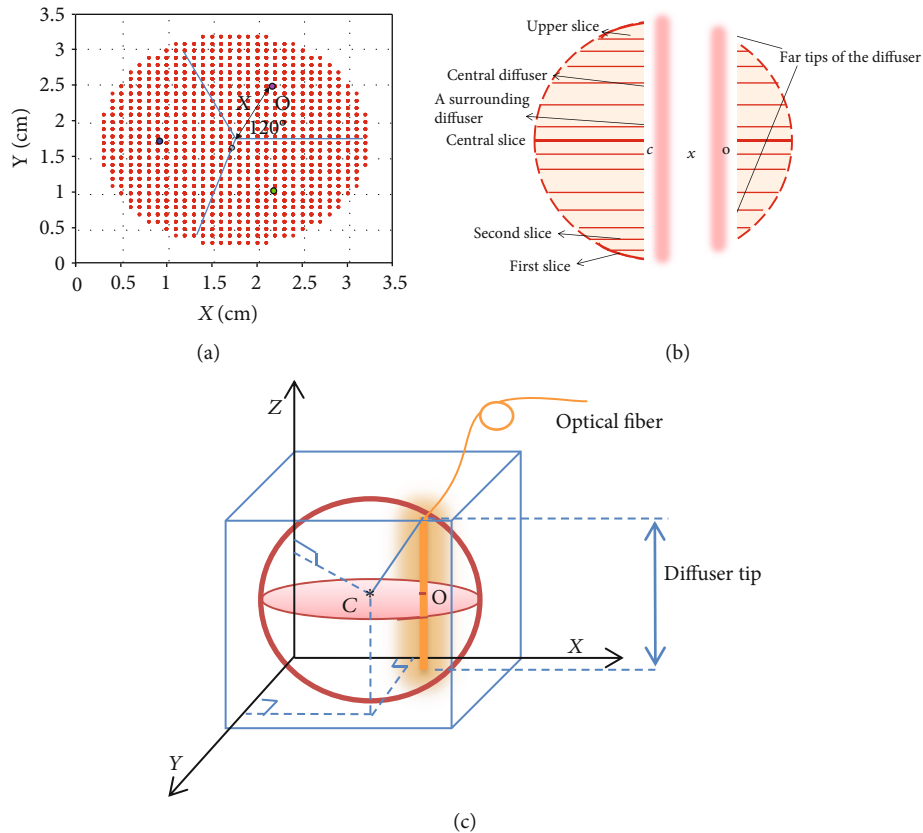 3.5
3
2.5
2
1.5
1
0.5
0
Y (cm)
X
O
120°
0
0.5
1
1.5
2
2.5
3
3.5
X (cm)
(a)
Upper slice
Central diffuser
A surrounding
diffuser
Central slice
Second slice
First slice
Far tips of the diffuser
c
x
o
(b)
Z
Optical fiber
C
O
Diffuser tip
X
Y
(c)